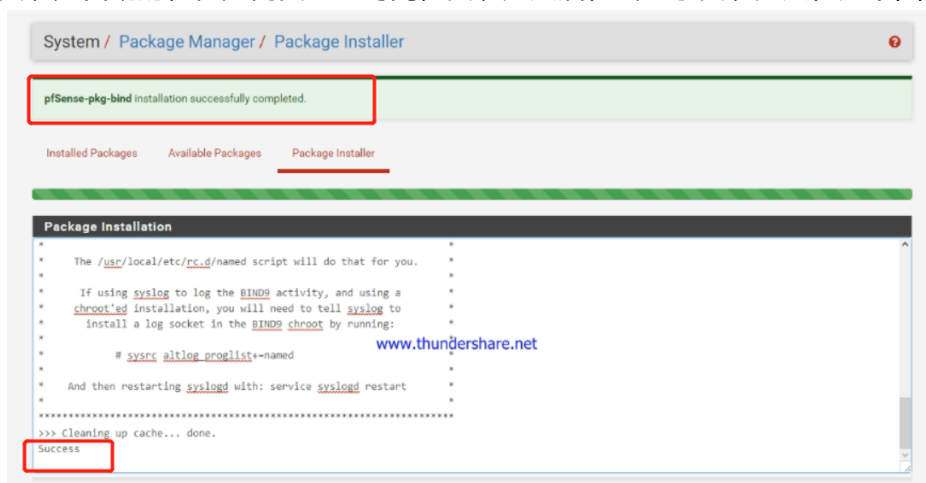 System / Package Manager / Package Installer
pfSense-pkg-bind installation successfully completed.
Installed Packages Available Packages Package Installer
Package Installation
* *
* The /usr/local/etc/rc.d/named script will do that for you. *
* *
* If using syslog to log the BIND9 activity, and using a *
* chroot'ed installation, you will need to tell syslog to *
* install a log socket in the BIND9 chroot by running: *
* *
www.thundershare.net
* # sysrc altlog_proglist+=named *
* *
* And then restarting syslogd with: service syslogd restart *
* *
***********************************************************************
>>> Cleaning up cache... done.
Success